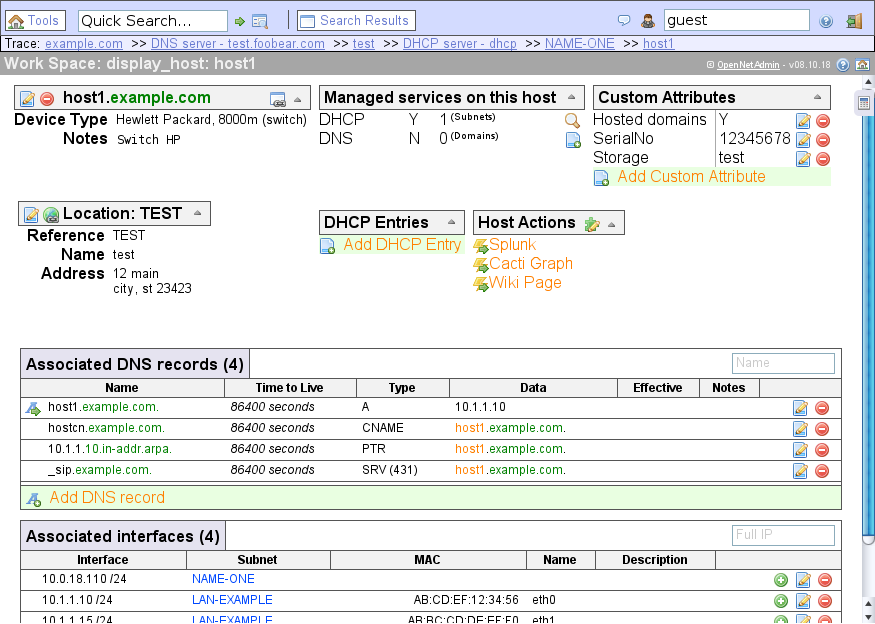 Tools Quick Search... Search Results guest
Trace: example.com >> DNS server - test.foobear.com >> test >> DHCP server - dhcp >> NAME-ONE >> host1
Work Space: display_host: host1 OpenNetAdmin - v08.10.18
host1.example.com
Device Type Hewlett Packard, 8000m (switch)
Notes Switch HP
Managed services on this host
DHCP Y 1 (Subnets)
DNS N 0 (Domains)
Custom Attributes
Hosted domains Y
SerialNo 12345678
Storage test
Add Custom Attribute
Location: TEST
Reference TEST
Name test
Address 12 main
city, st 23423
DHCP Entries
Add DHCP Entry
Host Actions
Splunk
Cacti Graph
Wiki Page
Associated DNS records (4) Name
Name Time to Live Type Data Effective Notes
host1.example.com. 86400 seconds A 10.1.1.10
hostcn.example.com. 86400 seconds CNAME host1.example.com.
10.1.1.10.in-addr.arpa. 86400 seconds PTR host1.example.com.
_sip.example.com. 86400 seconds SRV (431) host1.example.com.
Add DNS record
Associated interfaces (4) Full IP
Interface Subnet MAC Name Description
10.0.18.110 /24 NAME-ONE
10.1.1.10 /24 LAN-EXAMPLE AB:CD:EF:12:34:56 eth0
10.1.1.15 /24 LAN-EXAMPLE AB:BC:CD:DE:EF:F0 eth1